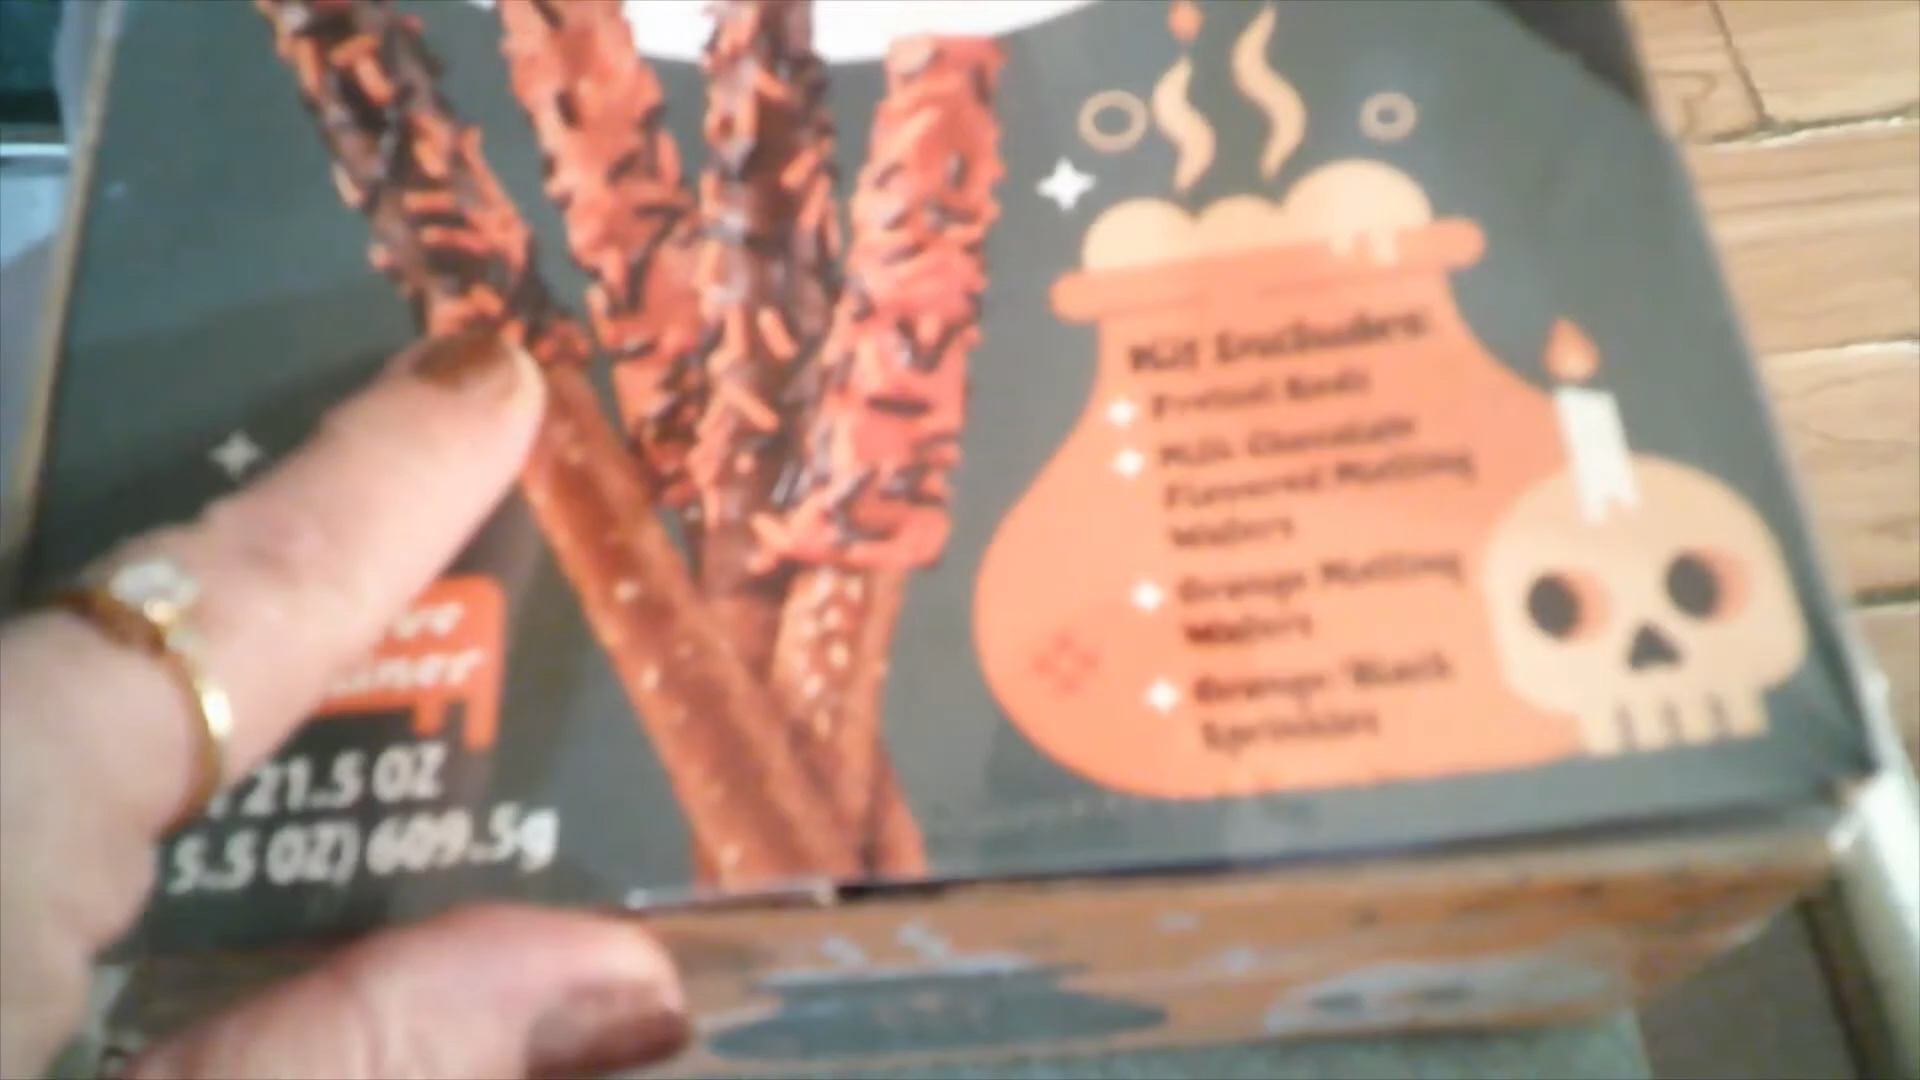 Kit Includes:
Pretzel Rods
Milk Chocolate
Flavored Melting
Wafers
Orange Melting
Wafers
Orange/Black
Sprinkles
21.5 OZ
5.5 OZ) 609.5g